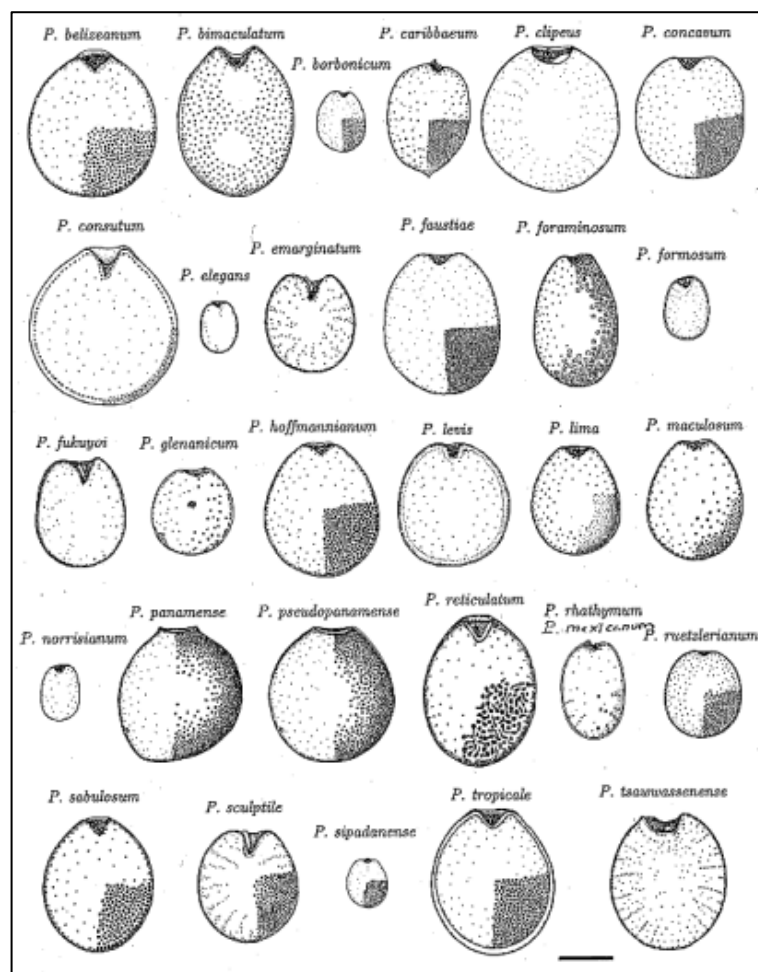 P. belizeanum P. bimaculatum P. caribbaeum P. clipeus P. concavum
P. borbonicum
P. consutum P. faustiae P. foraminosum
P. elegans P. emarginatum P. formosum
P. fukuyoi P. glenanicum P. hoffmannianum P. levis P. lima P. maculosum
P. panamense P. pseudopanamense P. reticulatum P. rhathymum
P. norrisianum P. mexicanum P. ruetzlerianum
P. sabulosum P. sculptile P. tropicale P. tsawwassenense
P. sipadanense